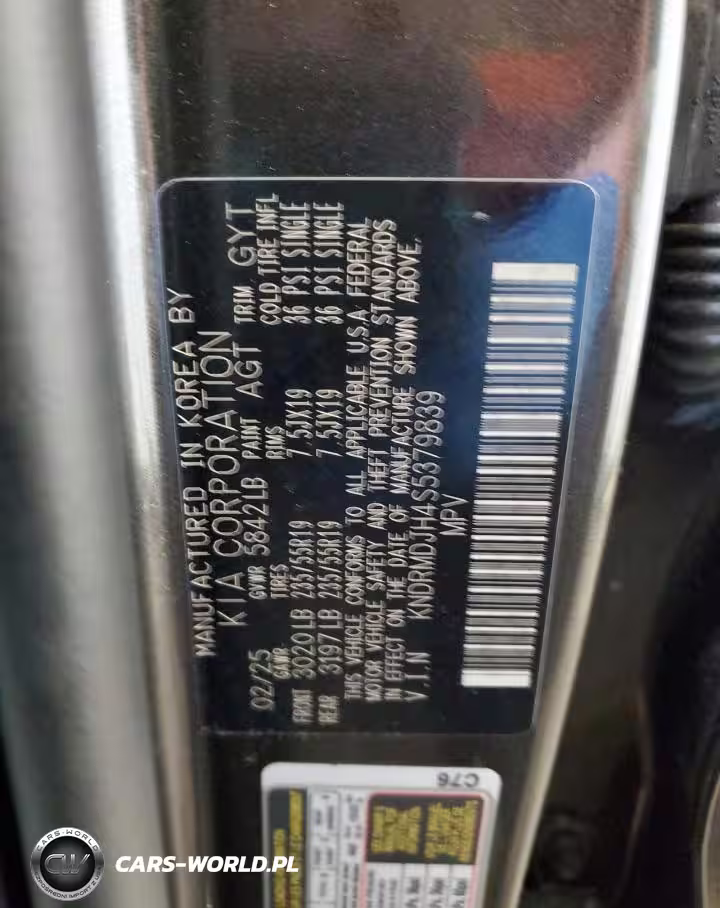 MANUFACTURED IN KOREA BY
KIA CORPORATION
02/25 GVWR 5842LB PAINT AGT TRIM GYT
GAWR TIRES RIMS COLD TIRE INFL
FRONT 3020LB 235/55R19 7.5JX19 36 PSI SINGLE
REAR 3197LB 235/55R19 7.5JX19 36 PSI SINGLE
THIS VEHICLE CONFORMS TO ALL APPLICABLE U.S.A FEDERAL
MOTOR VEHICLE SAFETY AND THEFT PREVENTION STANDARDS
IN EFFECT ON THE DATE OF MANUFACTURE SHOWN ABOVE.
V.I.N KNDRMDJH4S5379839
MPV
C76
CARS-WORLD
CW
CARS-WORLD.PL